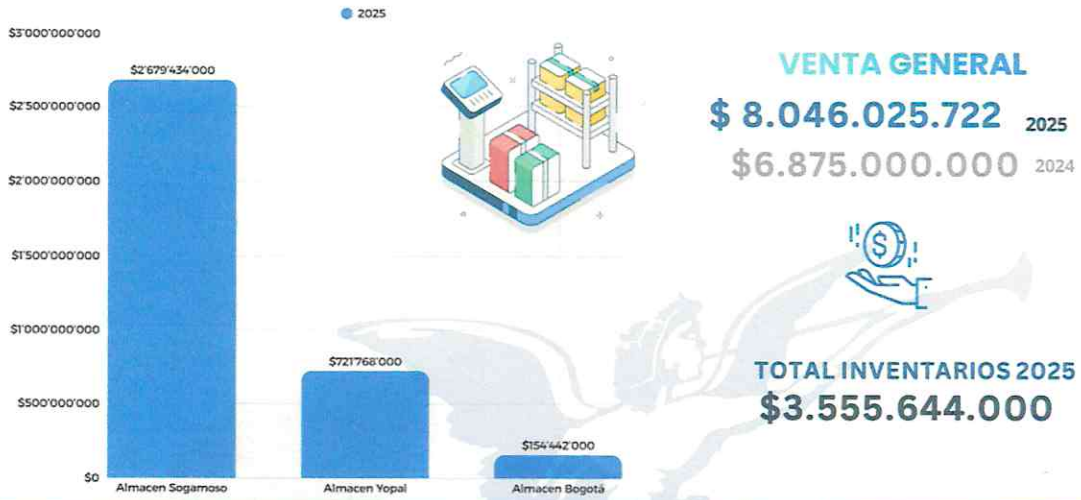 2025
$3'000'000'000
$2'500'000'000
$2'000'000'000
$1'500'000'000
$1'000'000'000
$500'000'000
$0
$2'679'434'000
$721'768'000
$154'442'000
Almacen Sogamoso
Almacen Yopal
Almacen Bogotá
VENTA GENERAL
$ 8.046.025.722 2025
$6.875.000.000 2024
$
TOTAL INVENTARIOS 2025
$3.555.644.000